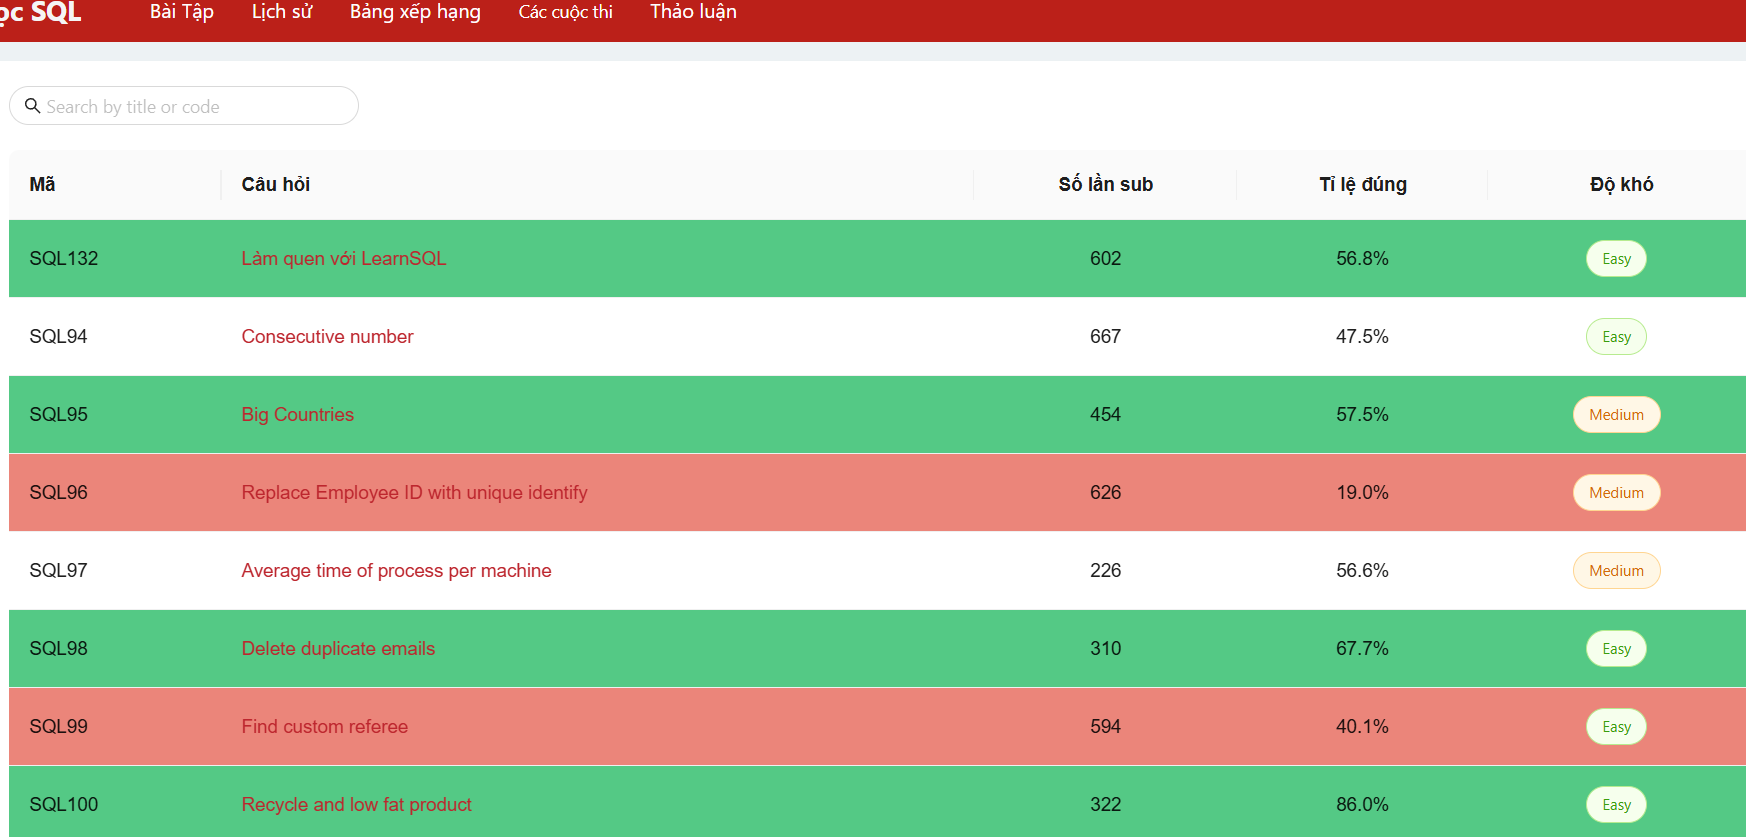 ọc SQL Bài Tập Lịch sử Bảng xếp hạng Các cuộc thi Thảo luận
Search by title or code
Mã Câu hỏi Số lần sub Tỉ lệ đúng Độ khó
SQL132 Làm quen với LearnSQL 602 56.8% Easy
SQL94 Consecutive number 667 47.5% Easy
SQL95 Big Countries 454 57.5% Medium
SQL96 Replace Employee ID with unique identify 626 19.0% Medium
SQL97 Average time of process per machine 226 56.6% Medium
SQL98 Delete duplicate emails 310 67.7% Easy
SQL99 Find custom referee 594 40.1% Easy
SQL100 Recycle and low fat product 322 86.0% Easy